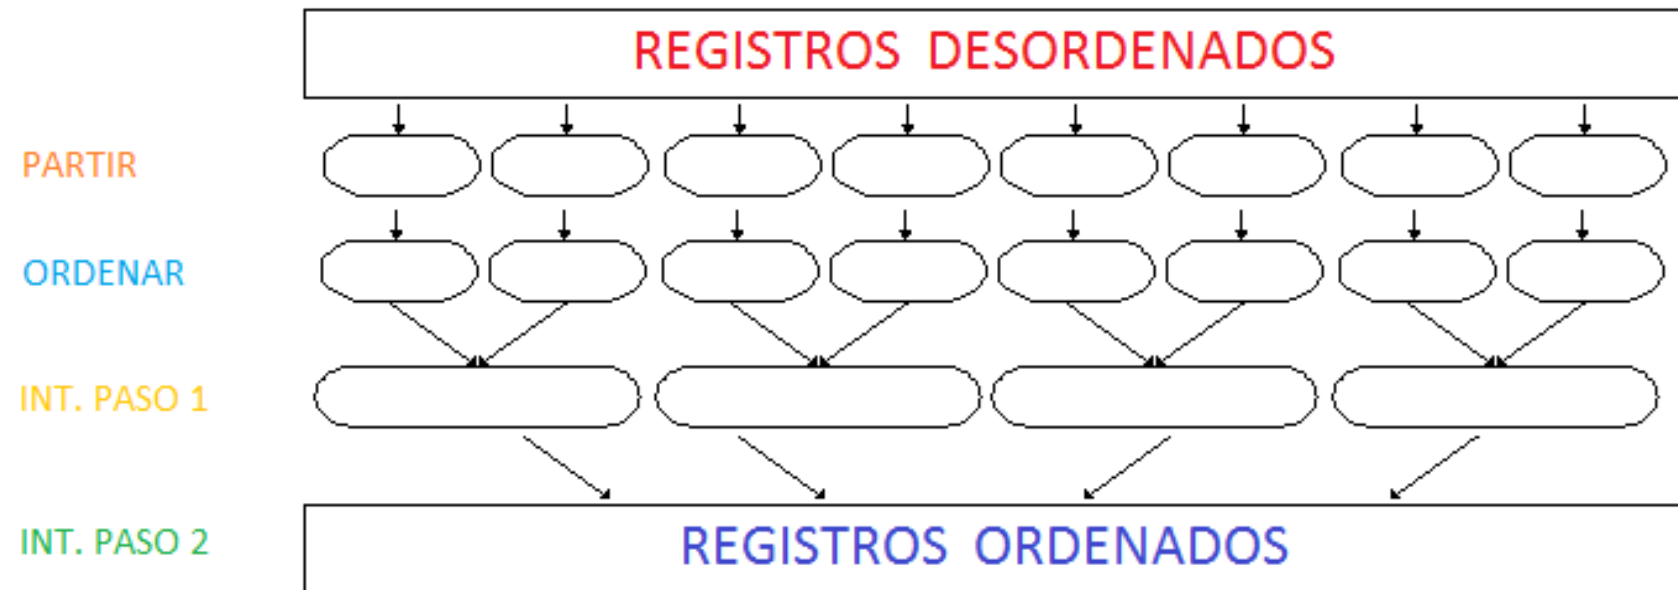 REGISTROS DESORDENADOS
PARTIR
ORDENAR
INT. PASO 1
INT. PASO 2
REGISTROS ORDENADOS